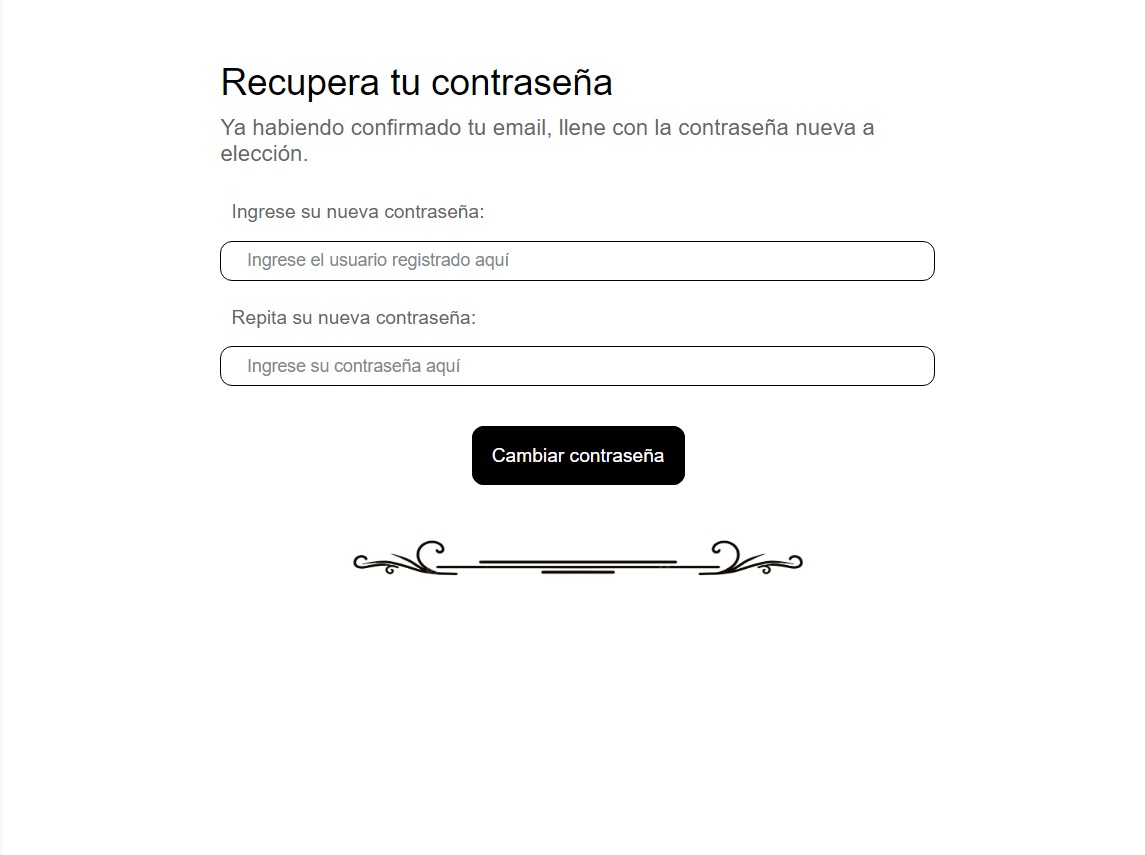 Recupera tu contraseña
Ya habiendo confirmado tu email, llene con la contraseña nueva a
elección.
Ingrese su nueva contraseña:
Ingrese el usuario registrado aquí
Repita su nueva contraseña:
Ingrese su contraseña aquí
Cambiar contraseña